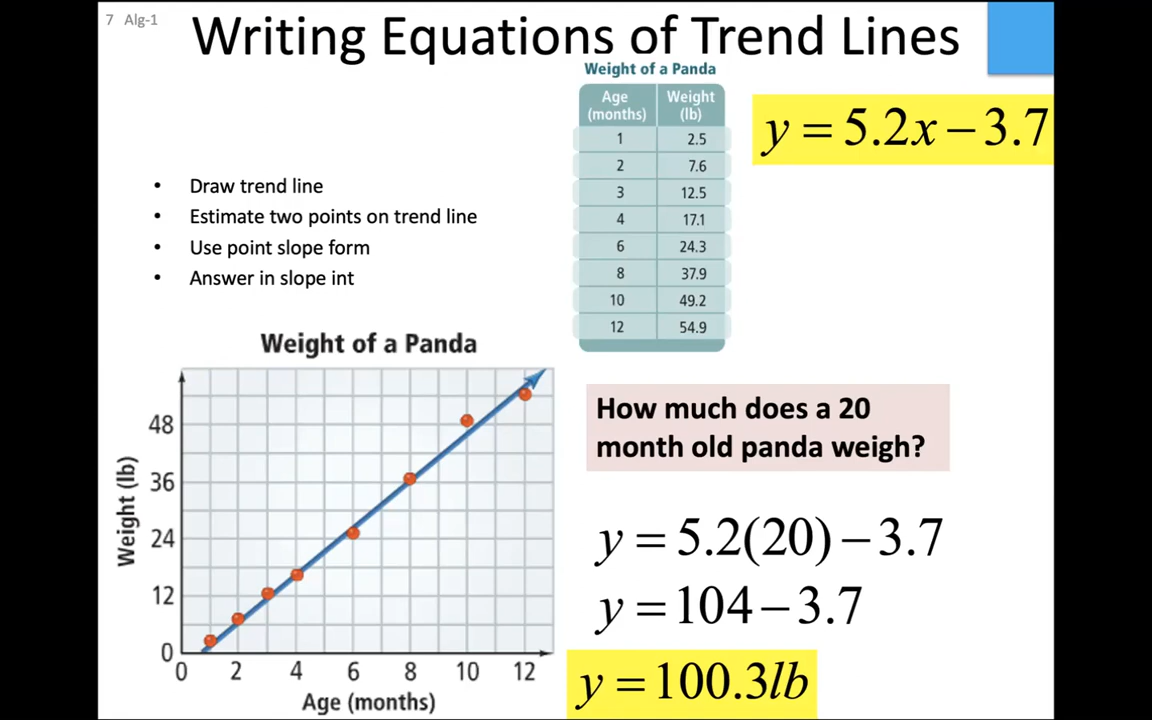 7 Alg-1
Writing Equations of Trend Lines
• Draw trend line
• Estimate two points on trend line
• Use point slope form
• Answer in slope int
Weight of a Panda
Age (months) Weight (lb)
1 2.5
2 7.6
3 12.5
4 17.1
6 24.3
8 37.9
10 49.2
12 54.9
y = 5.2x – 3.7
Weight of a Panda
Weight (lb)
48
36
24
12
0
0 2 4 6 8 10 12
Age (months)
How much does a 20
month old panda weigh?
y = 5.2(20) – 3.7
y = 104 – 3.7
y = 100.3lb